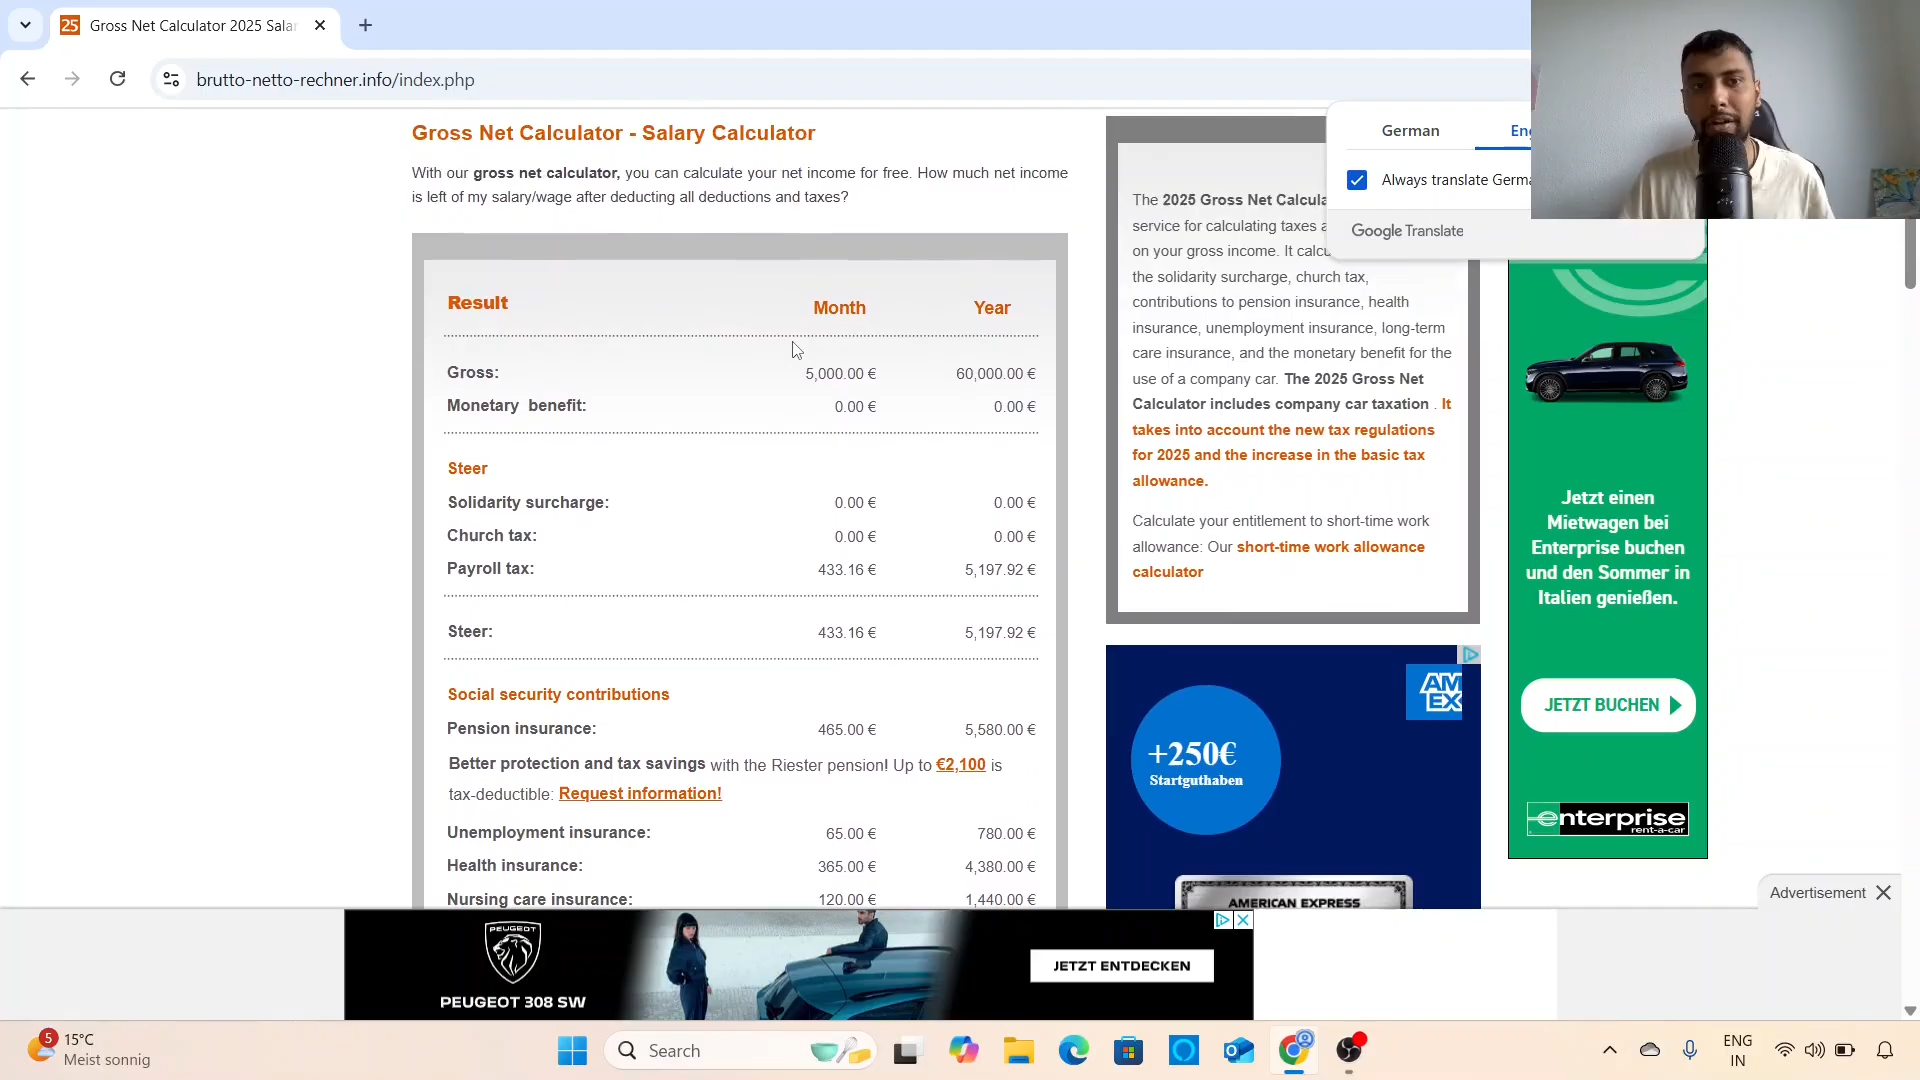 25 Gross Net Calculator 2025 Sala
brutto-netto-rechner.info/index.php
Gross Net Calculator - Salary Calculator
With our gross net calculator, you can calculate your net income for free. How much net income
is left of my salary/wage after deducting all deductions and taxes?
Result Month Year
Gross: 5,000.00 € 60,000.00 €
Monetary benefit: 0.00 € 0.00 €
Steer
Solidarity surcharge: 0.00 € 0.00 €
Church tax: 0.00 € 0.00 €
Payroll tax: 433.16 € 5,197.92 €
Steer: 433.16 € 5,197.92 €
Social security contributions
Pension insurance: 465.00 € 5,580.00 €
Better protection and tax savings with the Riester pension! Up to €2,100 is
tax-deductible: Request information!
Unemployment insurance: 65.00 € 780.00 €
Health insurance: 365.00 € 4,380.00 €
Nursing care insurance: 120.00 € 1,440.00 €
The 2025 Gross Net Calcula
service for calculating taxes a
on your gross income. It calcu
the solidarity surcharge, church tax,
contributions to pension insurance, health
insurance, unemployment insurance, long-term
care insurance, and the monetary benefit for the
use of a company car. The 2025 Gross Net
Calculator includes company car taxation . It
takes into account the new tax regulations
for 2025 and the increase in the basic tax
allowance.
Calculate your entitlement to short-time work
allowance: Our short-time work allowance
calculator
German Eng
Always translate Germa
Google Translate
Jetzt einen
Mietwagen bei
Enterprise buchen
und den Sommer in
Italien genießen.
JETZT BUCHEN
enterprise
rent-a-car
AM
EX
+250€
Startguthaben
AMERICAN EXPRESS
Advertisement
PEUGEOT
PEUGEOT 308 SW
JETZT ENTDECKEN
5
15°C
Meist sonnig
Search
ENG
IN